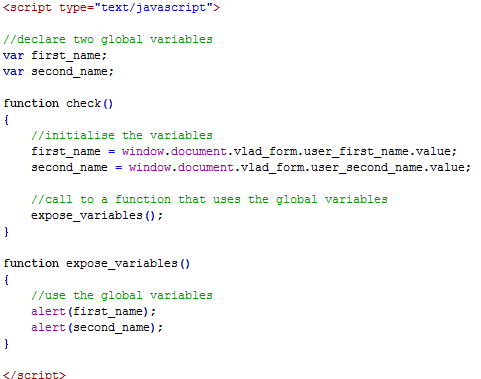 <script type="text/javascript">
//declare two global variables
var first_name;
var second_name;
function check()
{
//initialise the variables
first_name = window.document.vlad_form.user_first_name.value;
second_name = window.document.vlad_form.user_second_name.value;
//call to a function that uses the global variables
expose_variables();
}
function expose_variables()
{
//use the global variables
alert(first_name);
alert(second_name);
}
</script>